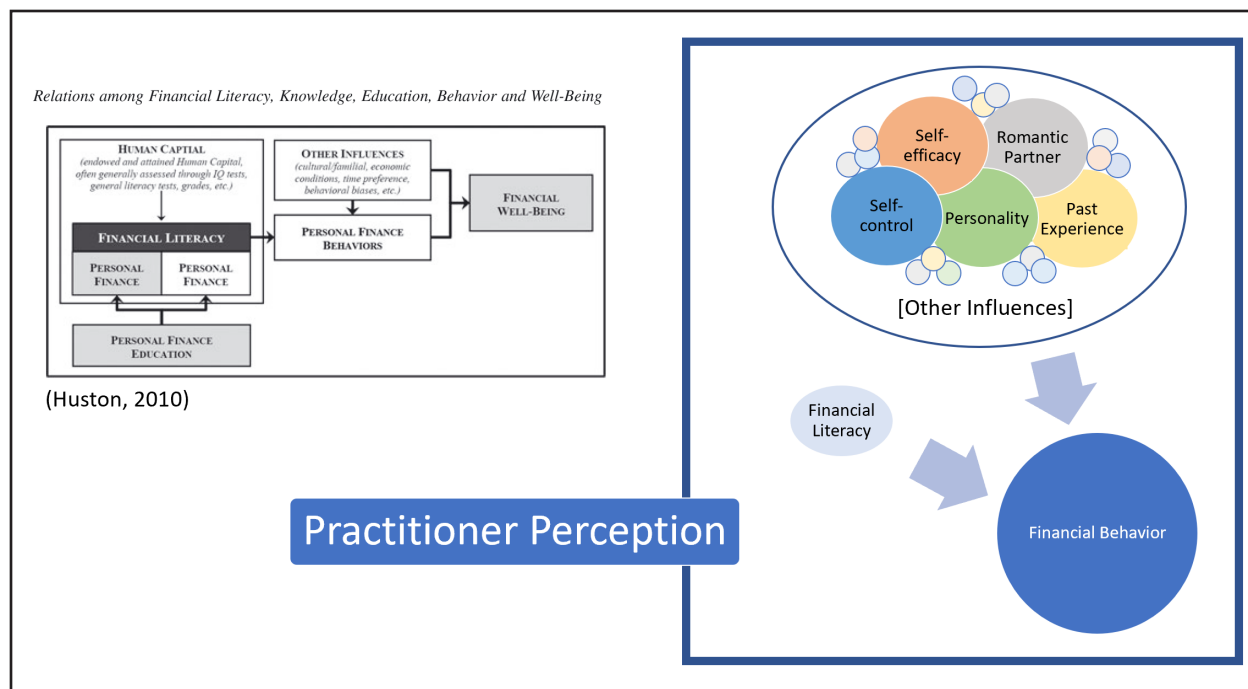 Relations among Financial Literacy, Knowledge, Education, Behavior and Well-Being
HUMAN CAPTIAL
(endowed and attained Human Capital,
often generally assessed through IQ tests,
general literacy tests, grades, etc.)
FINANCIAL LITERACY
PERSONAL
FINANCE
PERSONAL
FINANCE
PERSONAL FINANCE
EDUCATION
OTHER INFLUENCES
(cultural/familial, economic
conditions, time preference,
behavioral biases, etc.)
PERSONAL FINANCE
BEHAVIORS
FINANCIAL
WELL-BEING
(Huston, 2010)
Practitioner Perception
Self-
efficacy
Romantic
Partner
Self-
control
Personality
Past
Experience
[Other Influences]
Financial
Literacy
Financial Behavior